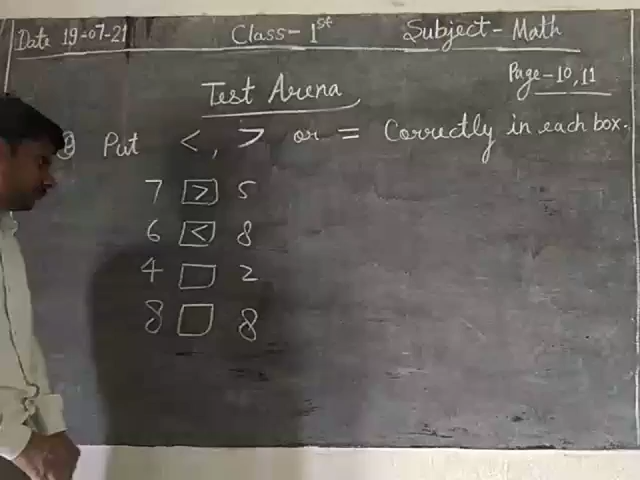 Date 19-07-21 Class-1st Subject-Math
Page-10,11
Test Arena
Put <, > or = Correctly in each box.
7 > 5
6 < 8
4 □ 2
8 □ 8